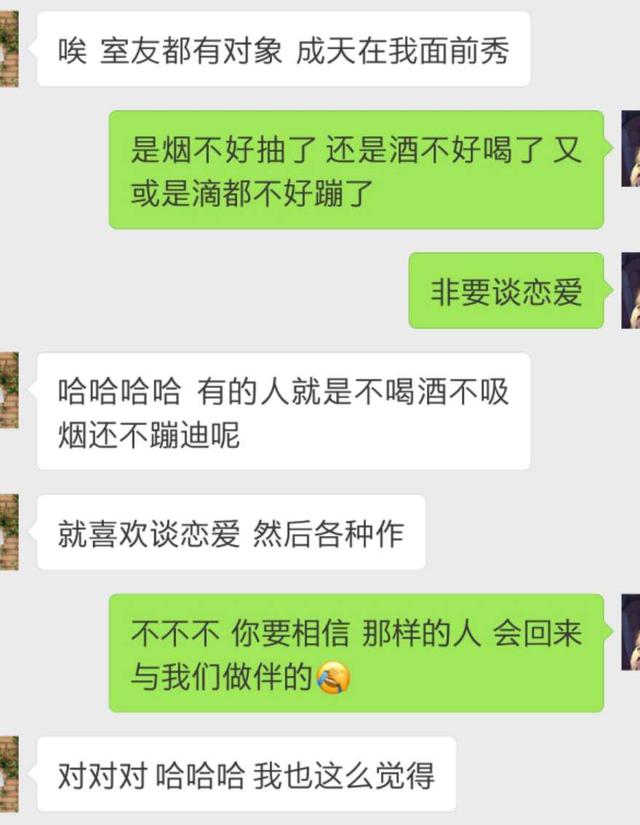 唉 室友都有对象 成天在我面前秀
是烟不好抽了 还是酒不好喝了 又
或是滴都不好蹦了
非要谈恋爱
哈哈哈哈 有的人就是不喝酒不吸
烟还不蹦迪呢
就喜欢谈恋爱 然后各种作
不不不 你要相信 那样的人 会回来
与我们做伴的🤣
对对对 哈哈哈 我也这么觉得